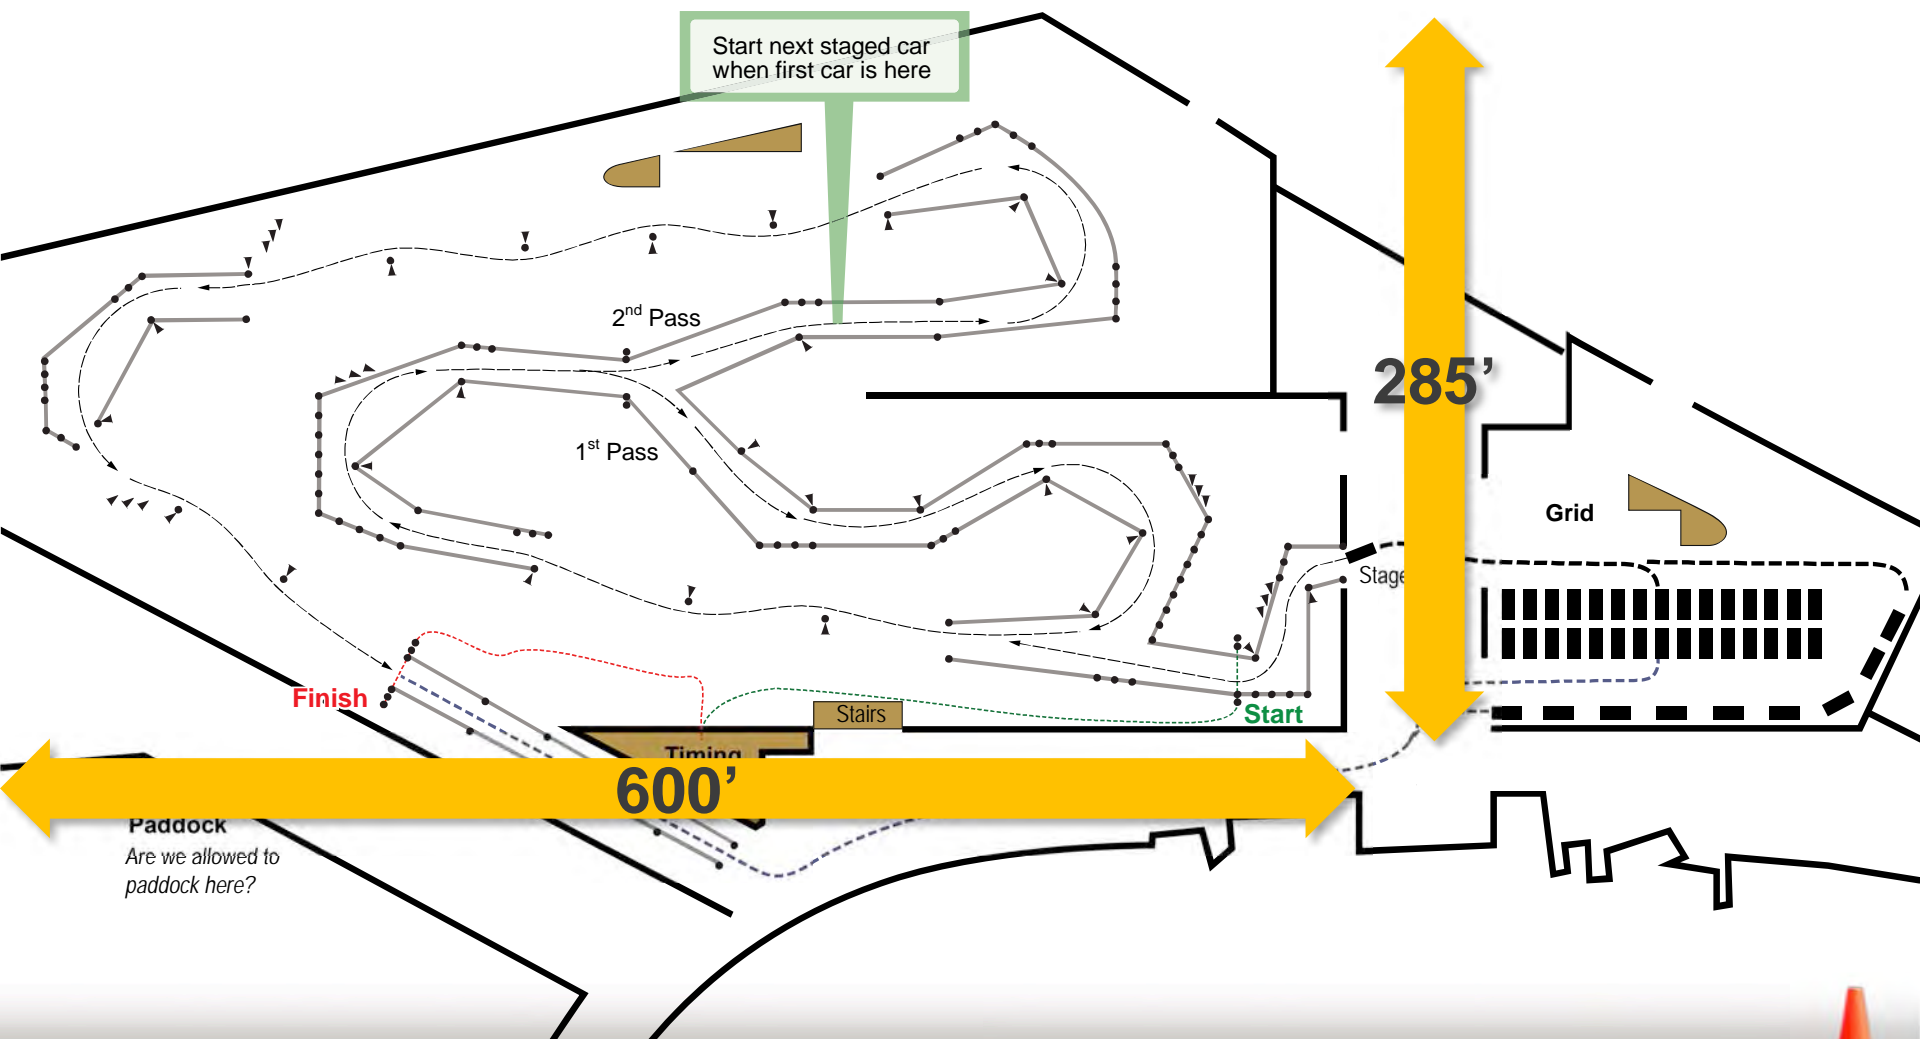 Start next staged car
when first car is here
2nd Pass
285’
1st Pass
Grid
Stage
Finish
Stairs
Start
Timing
600’
Paddock
Are we allowed to
paddock here?